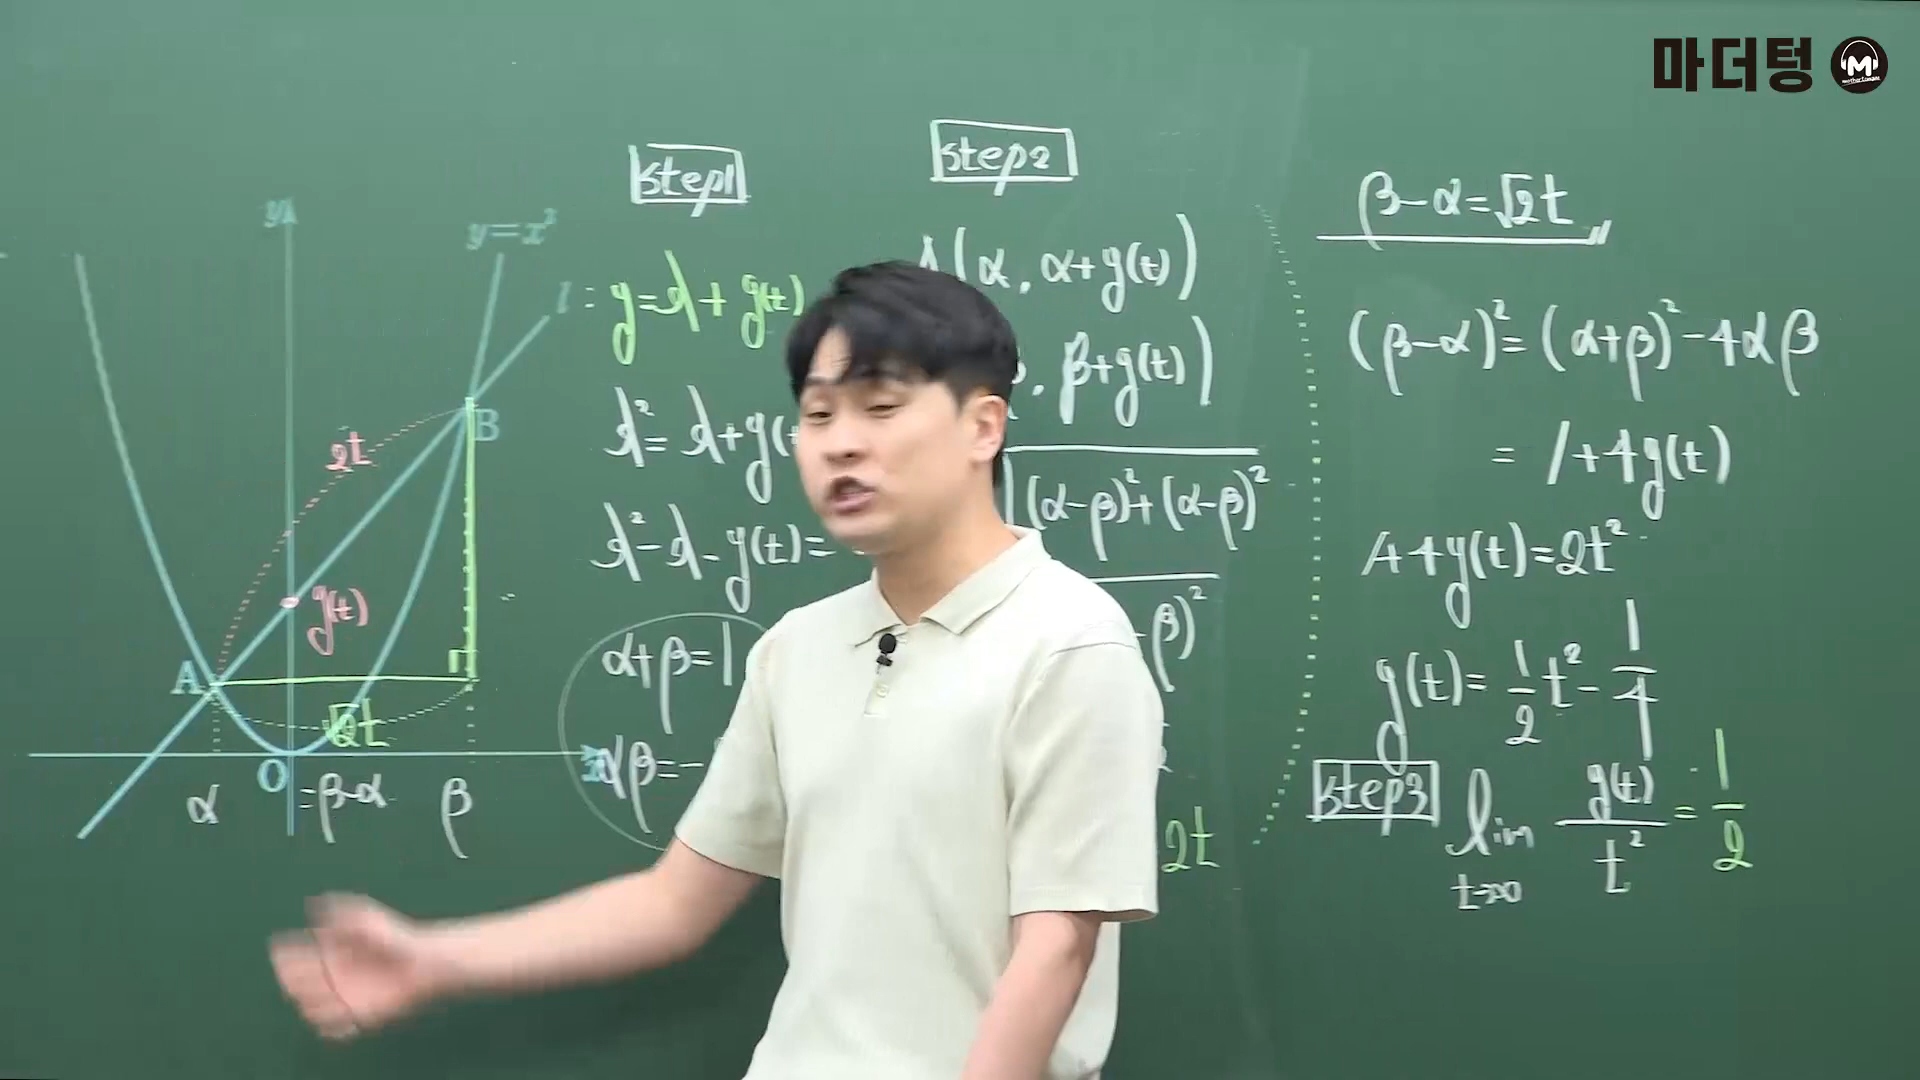 마더텅
M
step1
y=x+g(t)
x²=x+g(t
x²-x-g(t)=
α+β=1
αβ=-
step2
A(α, α+g(t))
, β+g(t))
(α-β)²+(α-β)²
-β)²
2t
β-α=√2t
(β-α)²=(α+β)²-4αβ
= 1+4g(t)
1+4g(t)=2t²
g(t)=1/2t²-1/4
step3
lim t→∞ g(t)/t² = 1/2
y
y=x²
l:
B
2t
g(t)
A
√2t
O
x
α
=β-α
β